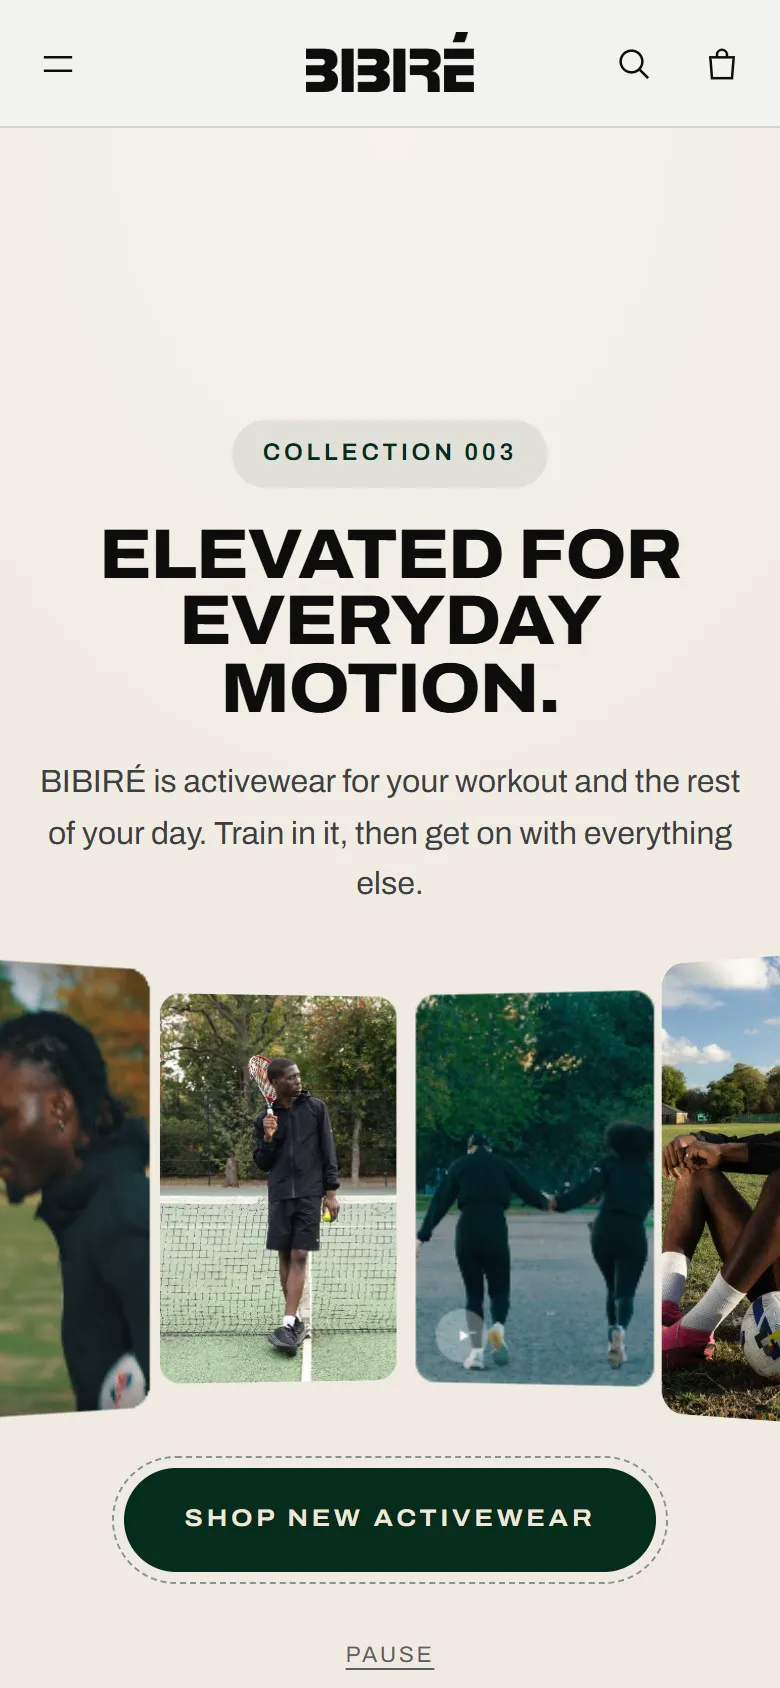 BIBIRÉ
COLLECTION 003
ELEVATED FOR
EVERYDAY
MOTION.
BIBIRÉ is activewear for your workout and the rest
of your day. Train in it, then get on with everything
else.
SHOP NEW ACTIVEWEAR
PAUSE